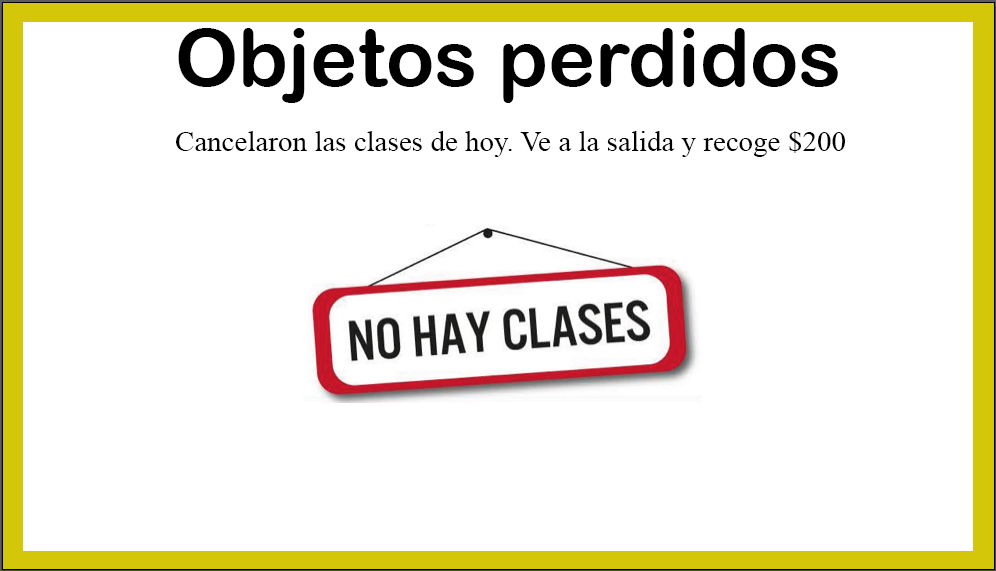 Objetos perdidos
Cancelaron las clases de hoy. Ve a la salida y recoge $200
NO HAY CLASES